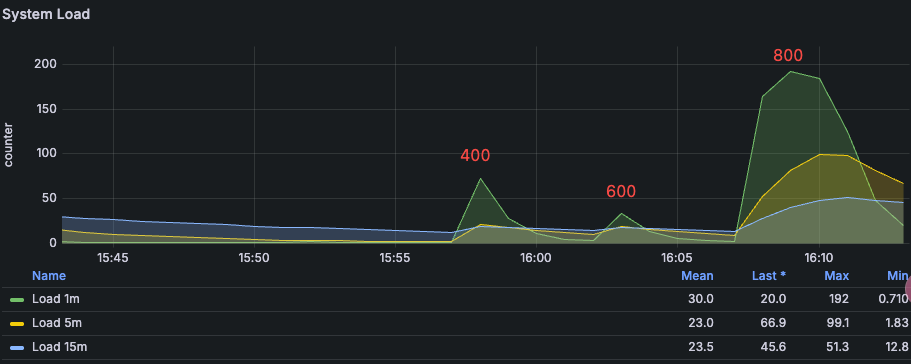 System Load
800
200
150
400
100
600
50
0
counter
15:45 15:50 15:55 16:00 16:05 16:10
Name Mean Last * Max Min
Load 1m 30.0 20.0 192 0.710
Load 5m 23.0 66.9 99.1 1.83
Load 15m 23.5 45.6 51.3 12.8